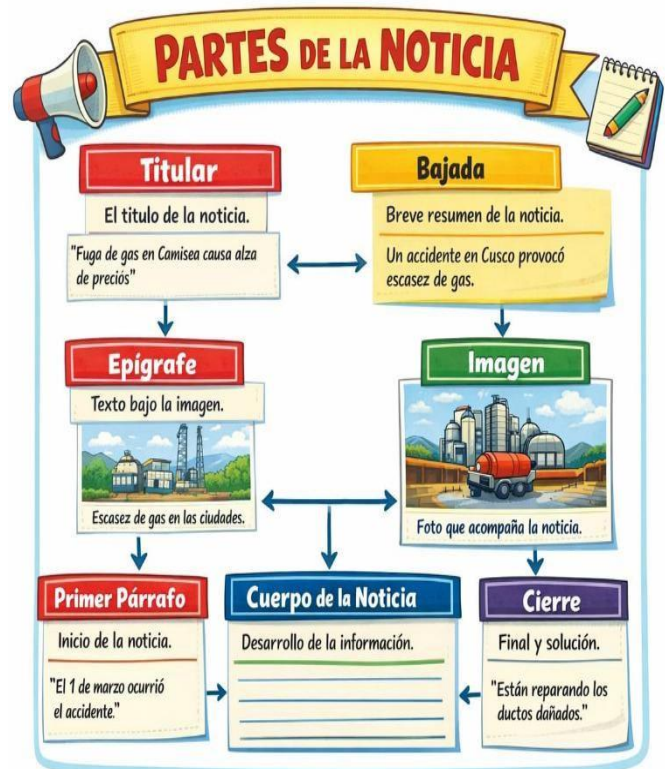 PARTES DE LA NOTICIA
Titular
El titulo de la noticia.
"Fuga de gas en Camisea causa alza
de preciós"
Bajada
Breve resumen de la noticia.
Un accidente en Cusco provocó
escasez de gas.
Epígrafe
Texto bajo la imagen.
Escasez de gas en las ciudades.
Imagen
Foto que acompaña la noticia.
Primer Párrafo
Inicio de la noticia.
"El 1 de marzo ocurrió
el accidente."
Cuerpo de la Noticia
Desarrollo de la información.
Cierre
Final y solución.
"Están reparando los
ductos dañados."